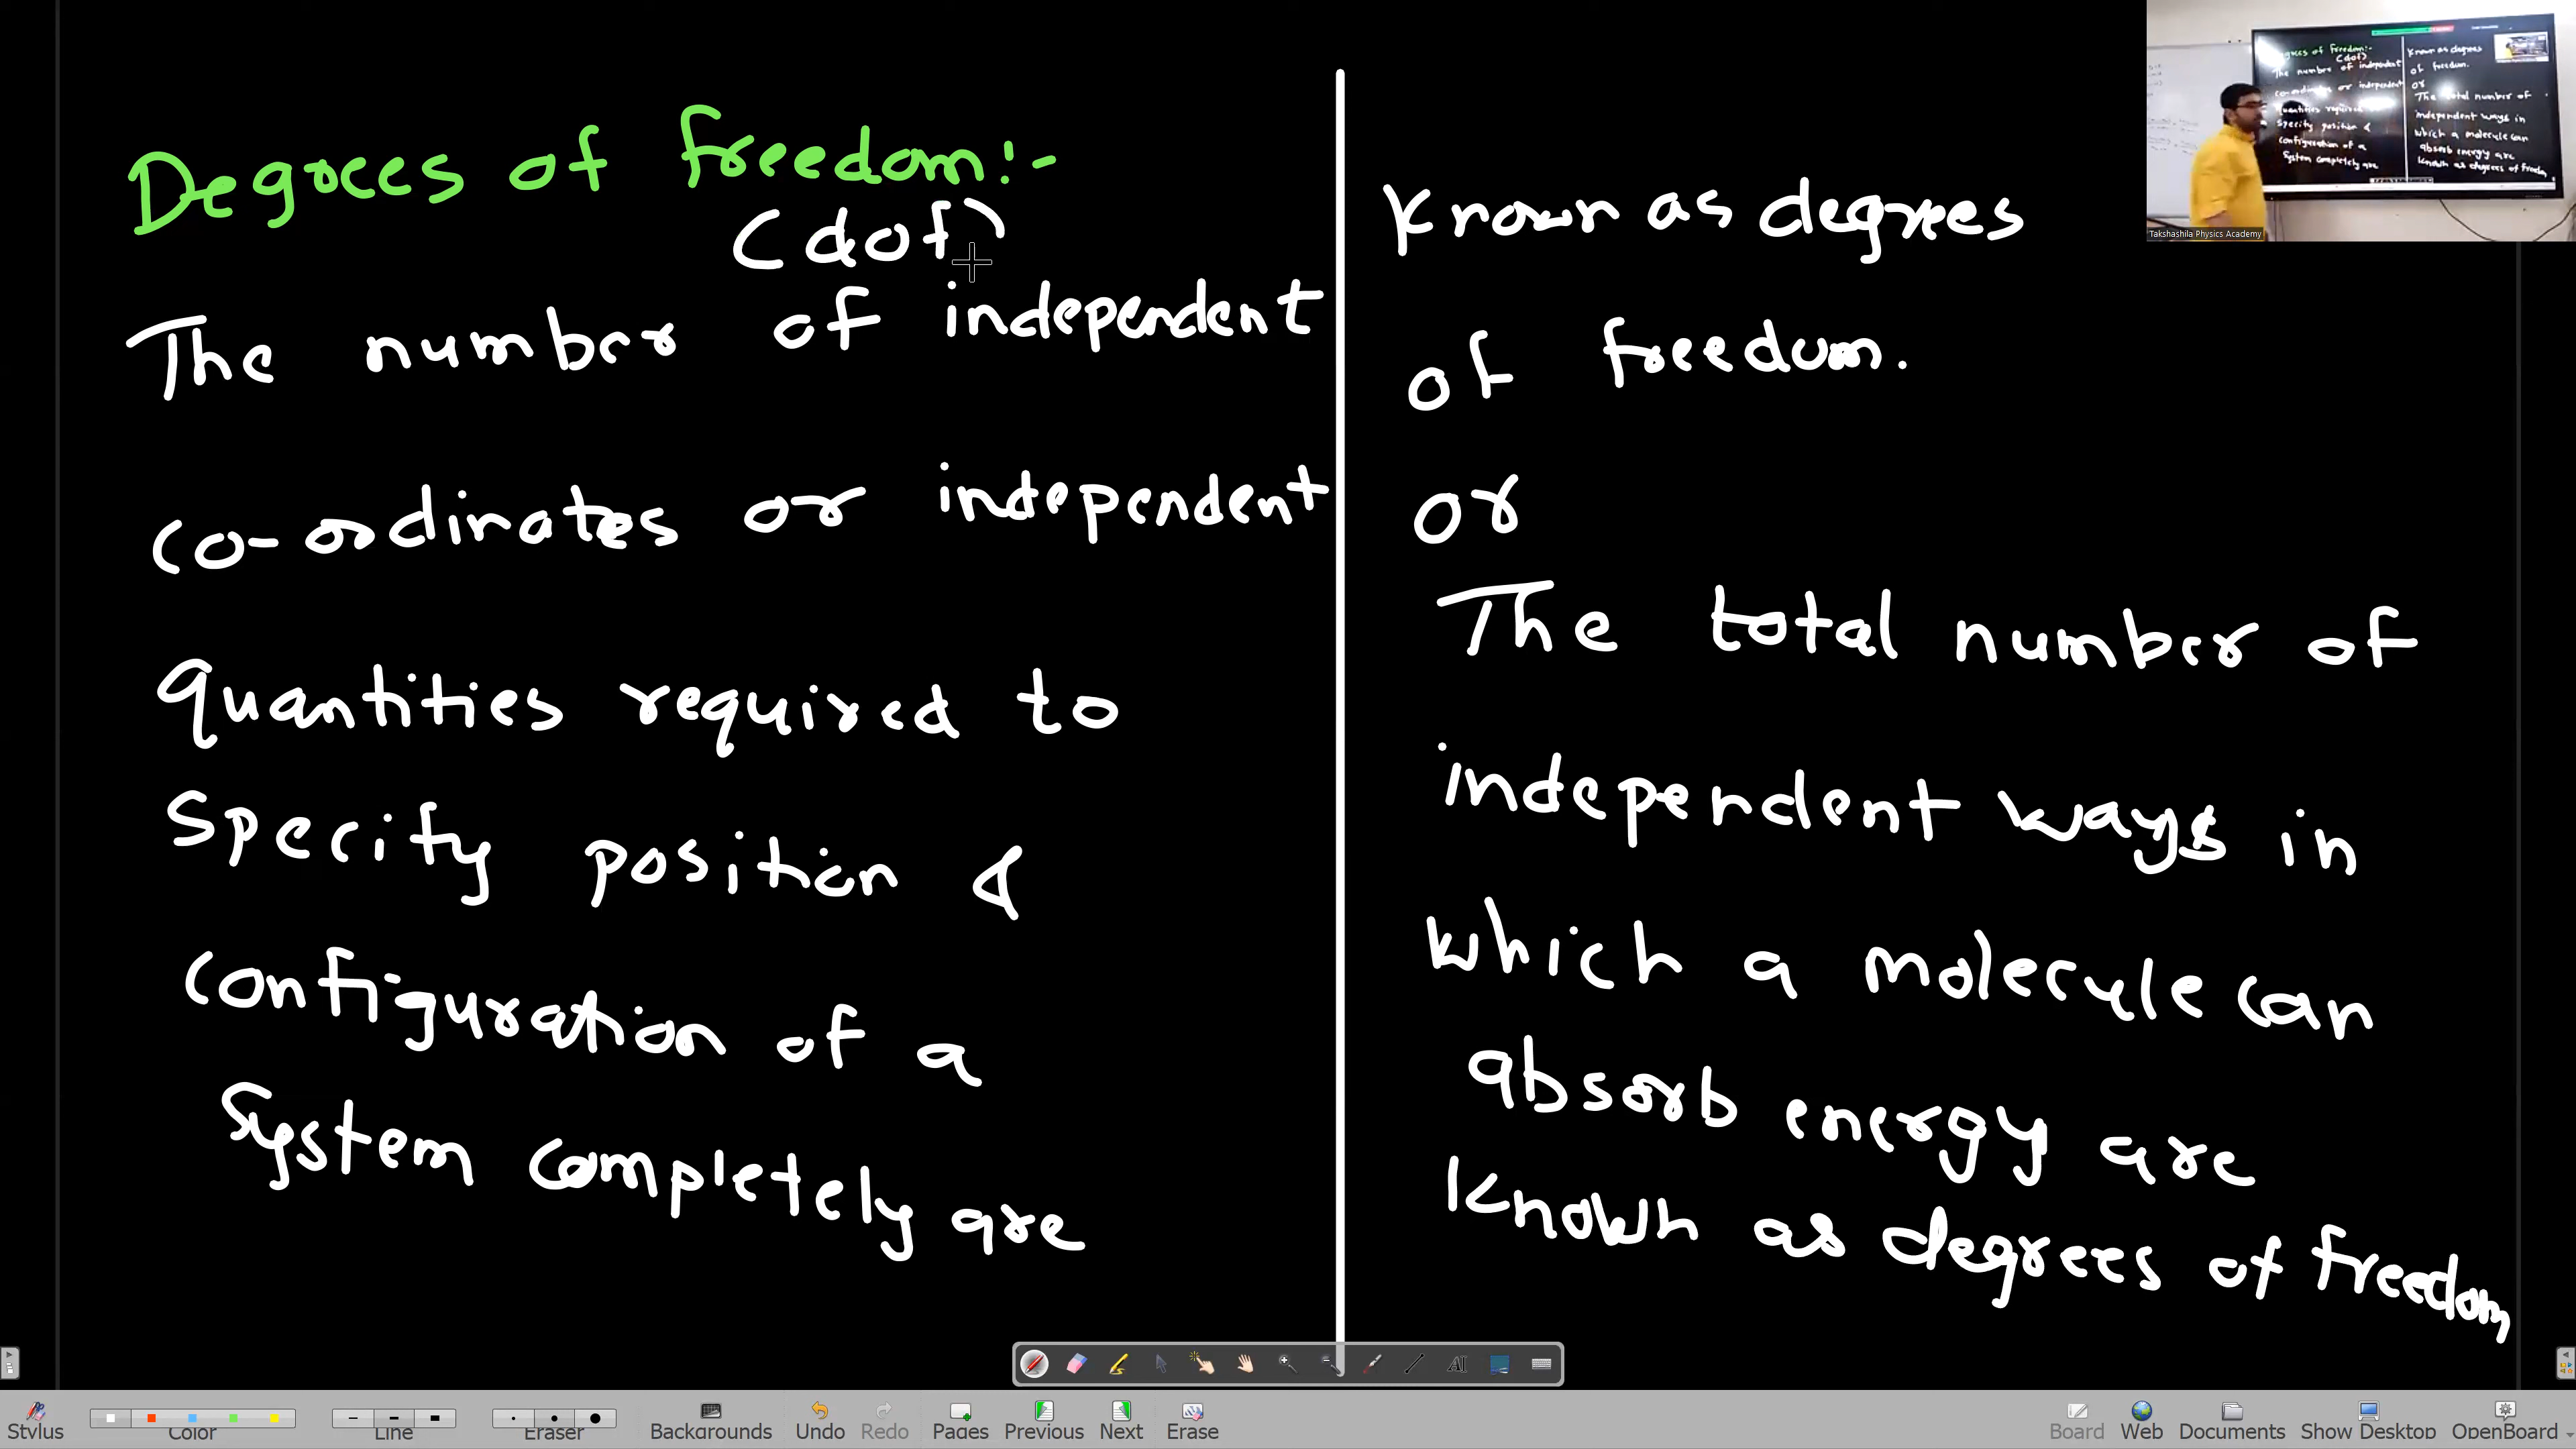 Degrees of freedom:-
(dof)
The number of independent
co-ordinates or independent
quantities required to
specify position &
configuration of a
system completely are
known as degrees
of freedom.
or
The total number of
independent ways in
which a molecule can
absorb energy are
known as degrees of freedom
Takshashila Physics Academy
Stylus
Color
Line
Eraser
Backgrounds
Undo
Redo
Pages
Previous
Next
Erase
Board
Web
Documents
Show Desktop
OpenBoard